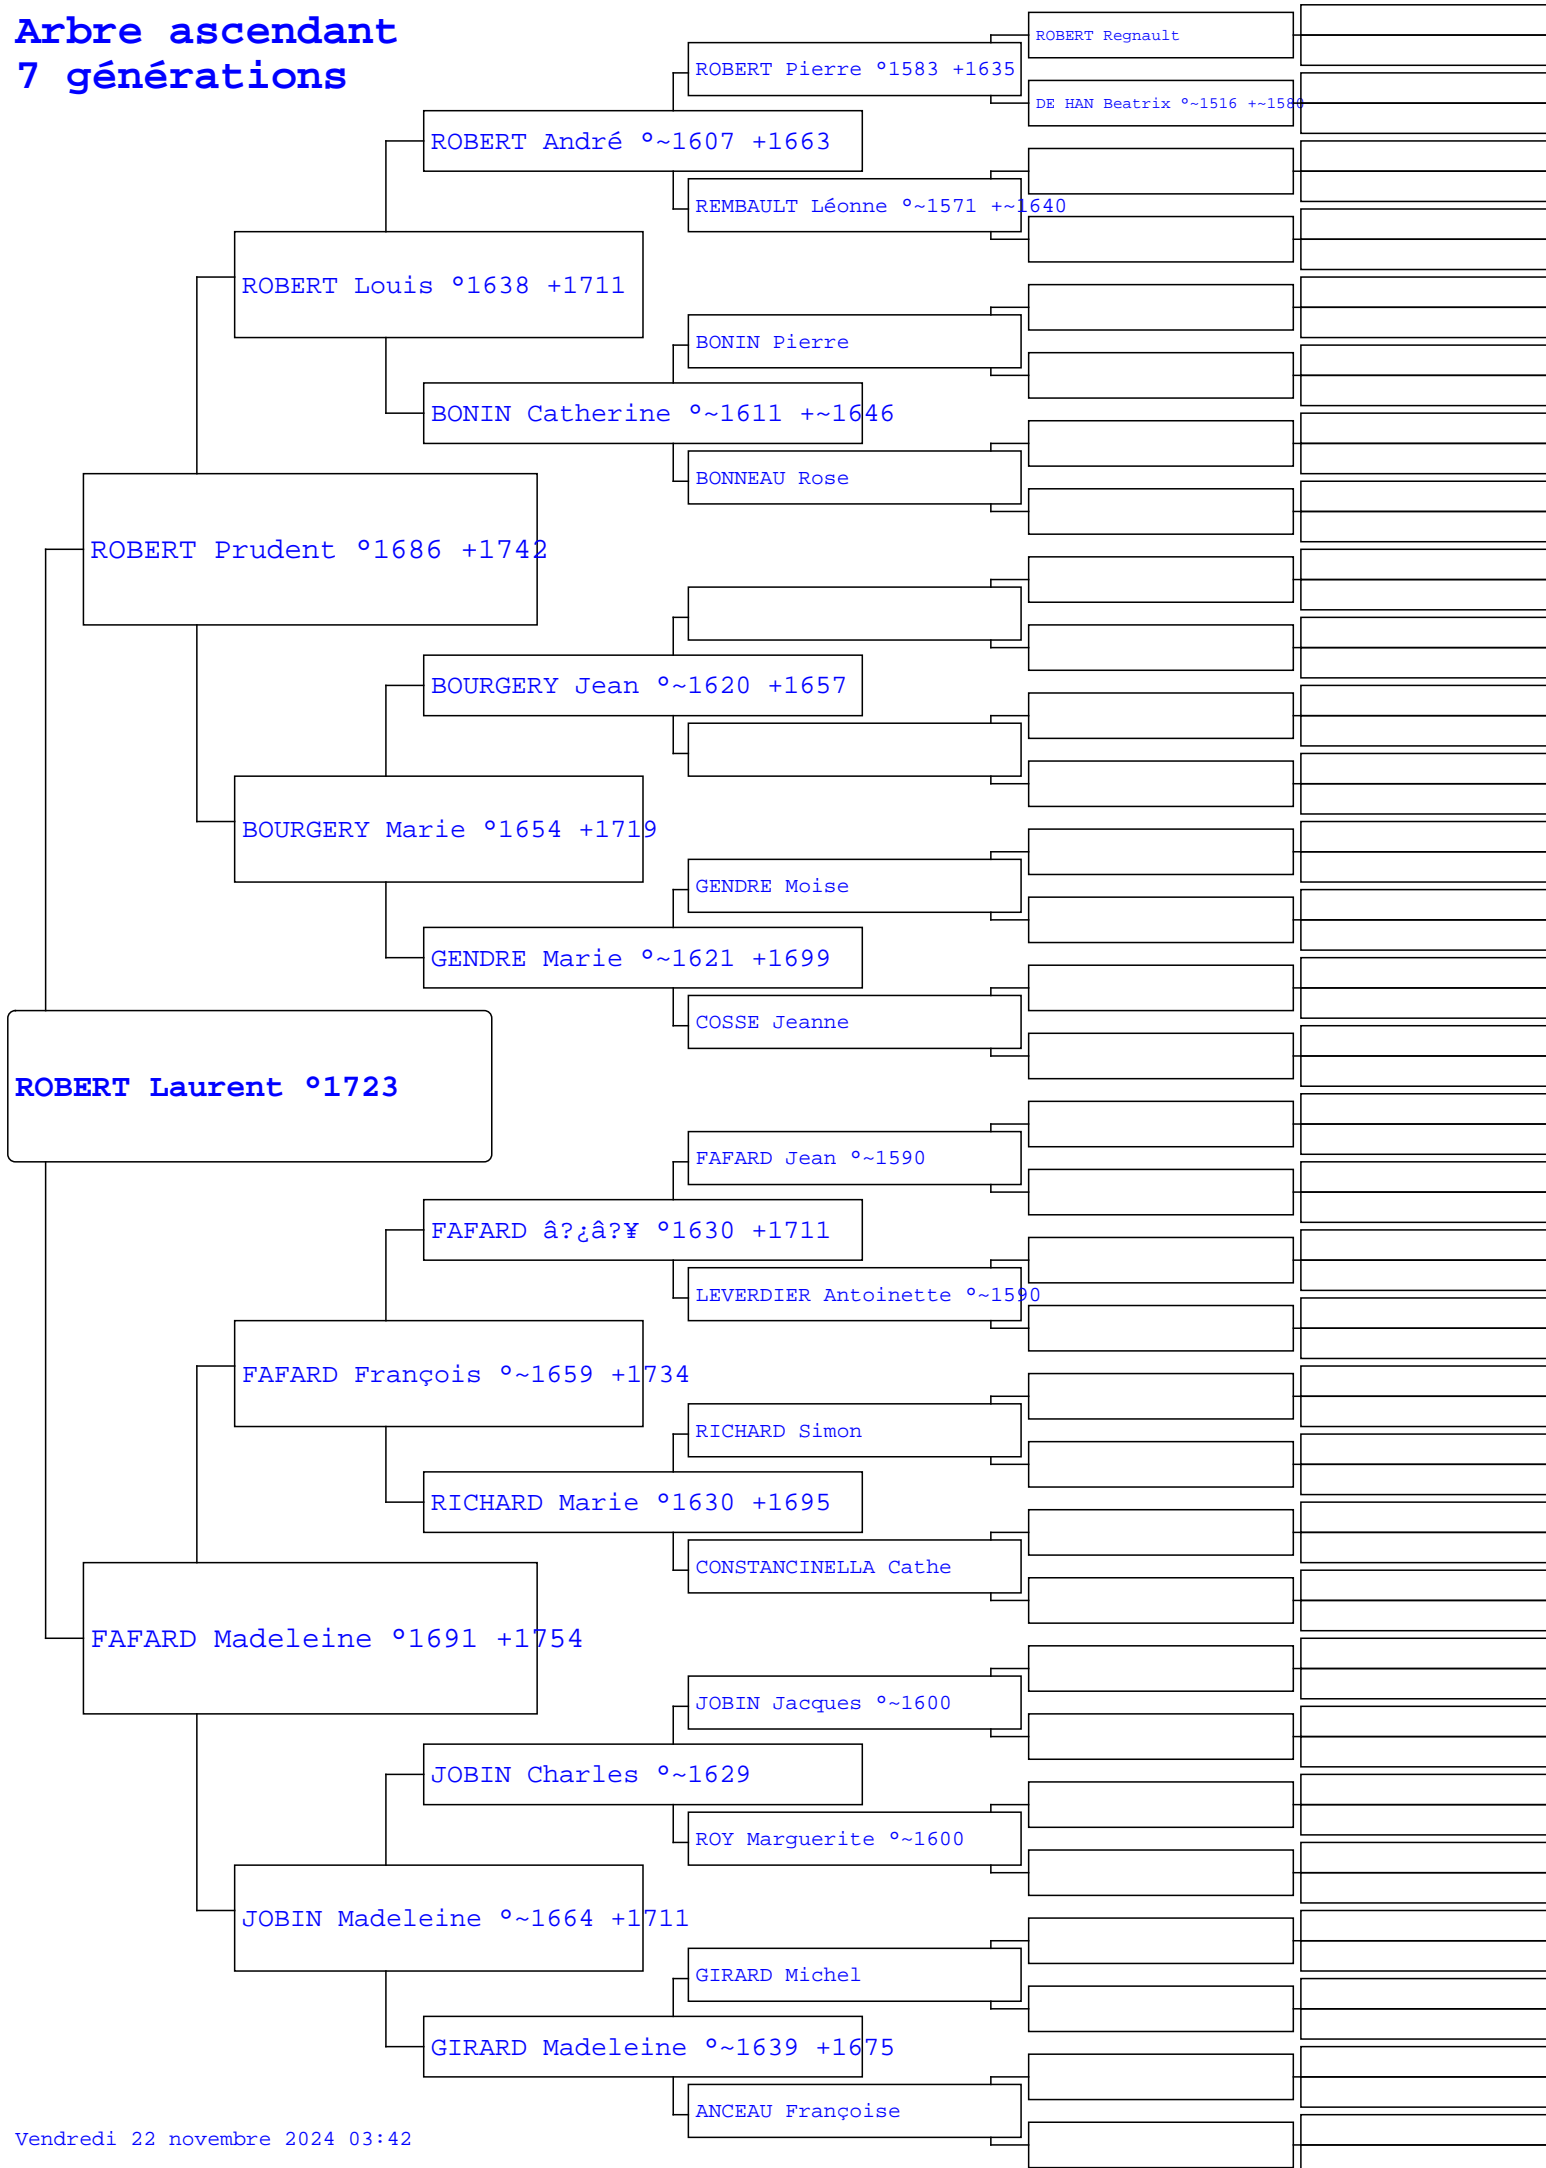 Arbre ascendant
7 générations
ROBERT Regnault
ROBERT Pierre °1583 +1635
DE HAN Beatrix °~1516 +~1580
ROBERT André °~1607 +1663
REMBAULT Léonne °~1571 +~1640
ROBERT Louis °1638 +1711
BONIN Pierre
BONIN Catherine °~1611 +~1646
BONNEAU Rose
ROBERT Prudent °1686 +1742
BOURGERY Jean °~1620 +1657
BOURGERY Marie °1654 +1719
GENDRE Moise
GENDRE Marie °~1621 +1699
COSSE Jeanne
ROBERT Laurent °1723
FAFARD Jean °~1590
FAFARD â?¿â?¥ °1630 +1711
LEVERDIER Antoinette °~1590
FAFARD François °~1659 +1734
RICHARD Simon
RICHARD Marie °1630 +1695
CONSTANCINELLA Cathe
FAFARD Madeleine °1691 +1754
JOBIN Jacques °~1600
JOBIN Charles °~1629
ROY Marguerite °~1600
JOBIN Madeleine °~1664 +1711
GIRARD Michel
GIRARD Madeleine °~1639 +1675
ANCEAU Françoise
Vendredi 22 novembre 2024 03:42